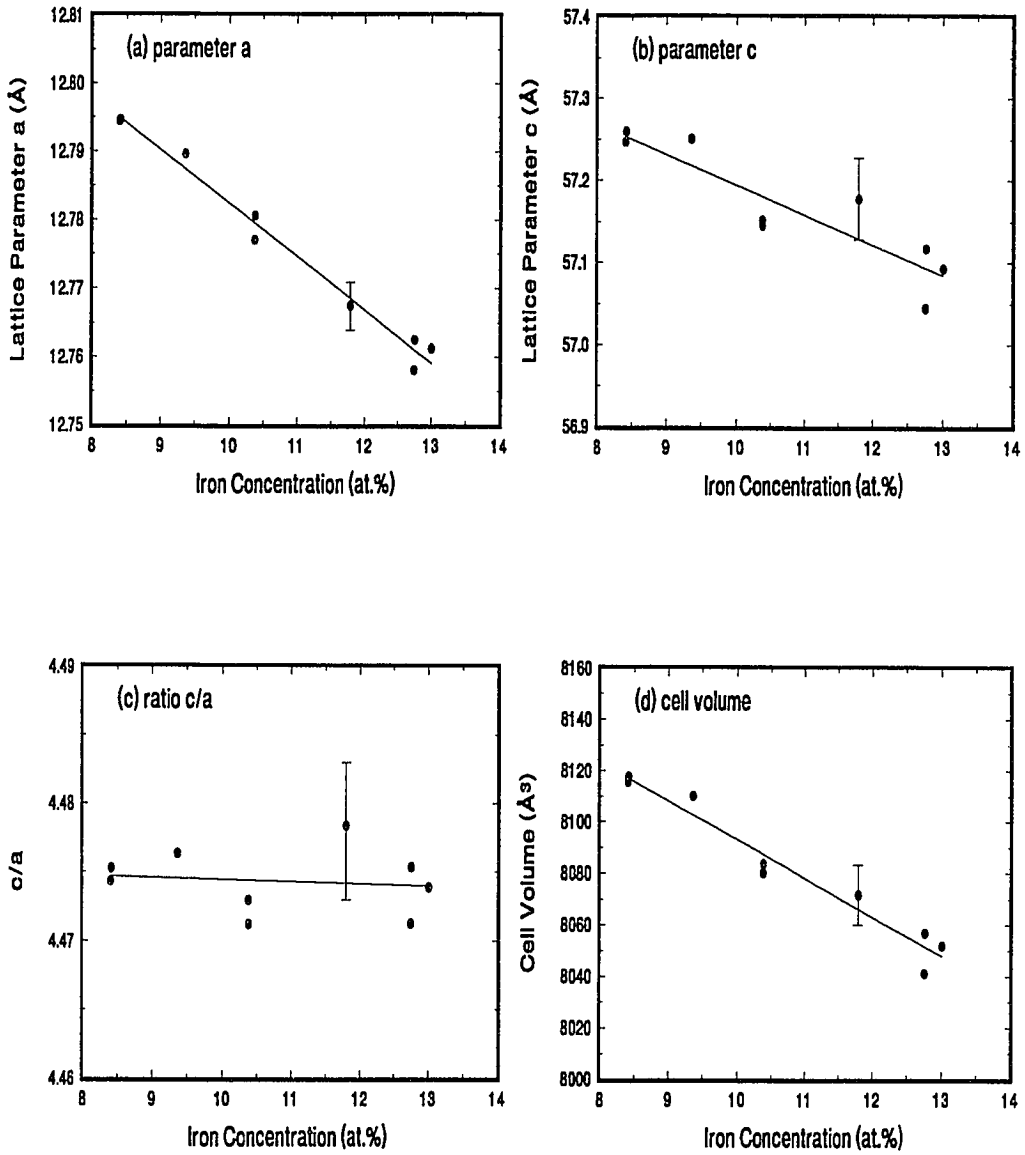 (a) parameter a
Lattice Parameter a (Å)
12.81
12.80
12.79
12.78
12.77
12.76
12.75
8 9 10 11 12 13 14
Iron Concentration (at.%)
(b) parameter c
Lattice Parameter c (Å)
57.4
57.3
57.2
57.1
57.0
56.9
8 9 10 11 12 13 14
Iron Concentration (at.%)
(c) ratio c/a
c/a
4.49
4.48
4.47
4.46
8 9 10 11 12 13 14
Iron Concentration (at.%)
(d) cell volume
Cell Volume (Å3)
8160
8140
8120
8100
8080
8060
8040
8020
8000
8 9 10 11 12 13 14
Iron Concentration (at.%)